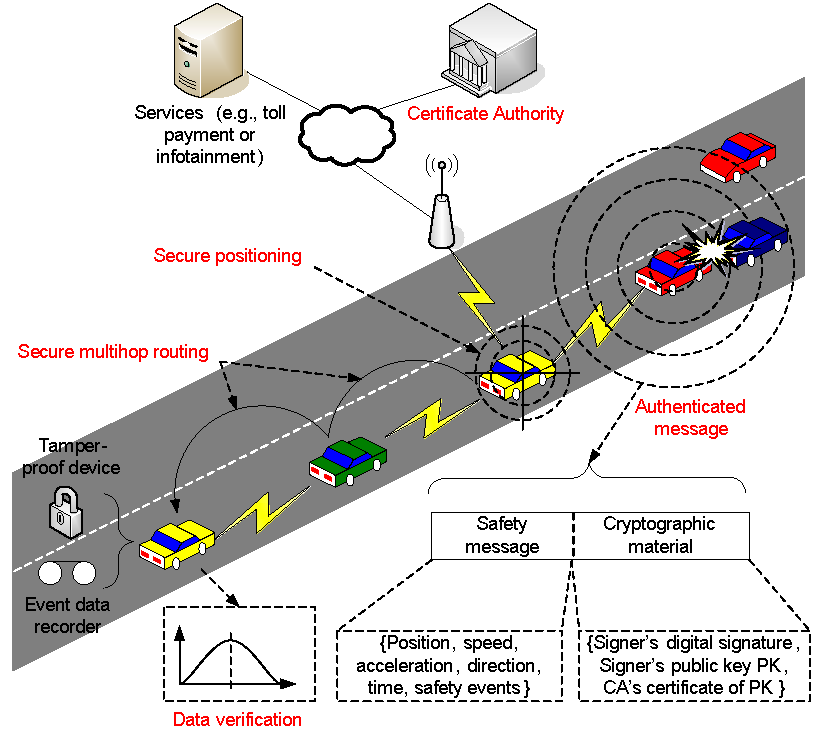 Services (e.g., toll
payment or
infotainment)
Certificate Authority
Secure positioning
Secure multihop routing
Authenticated
message
Tamper-
proof device
Event data
recorder
Safety
message
Cryptographic
material
{Position, speed,
acceleration, direction,
time, safety events}
{Signer's digital signature,
Signer's public key PK,
CA's certificate of PK}
Data verification